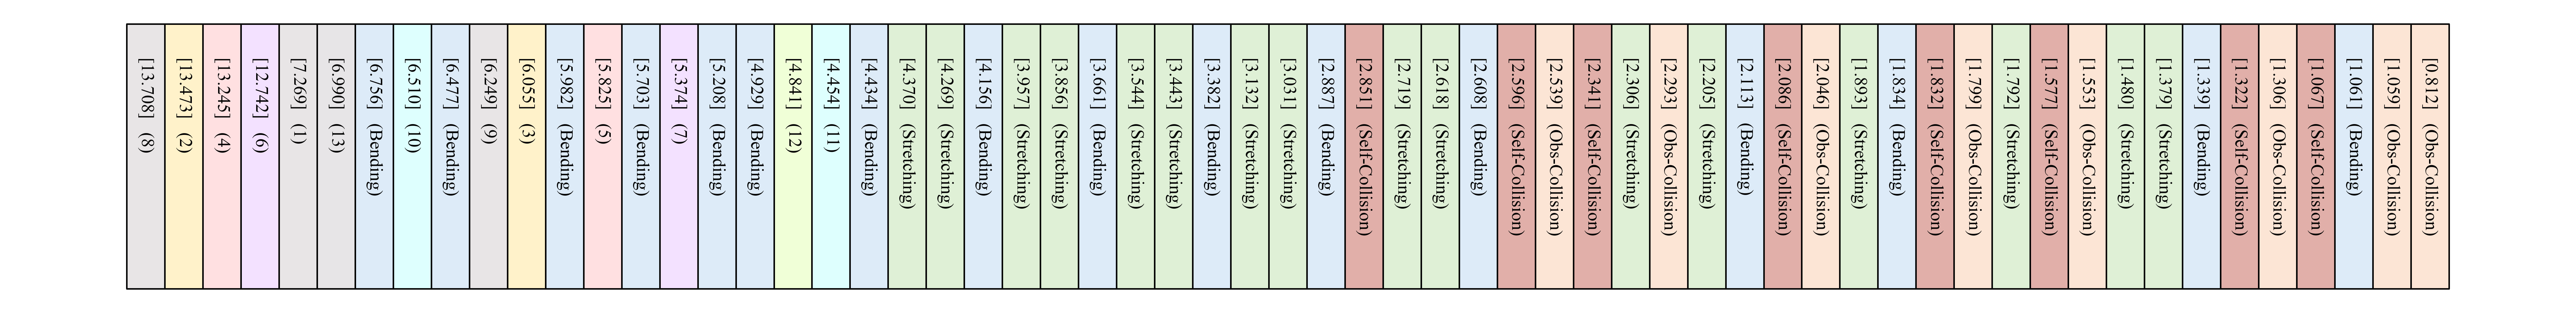 [13.708] (8)
[13.473] (2)
[13.245] (4)
[12.742] (6)
[7.269] (1)
[6.990] (13)
[6.756] (Bending)
[6.510] (10)
[6.477] (Bending)
[6.249] (9)
[6.055] (3)
[5.982] (Bending)
[5.825] (5)
[5.703] (Bending)
[5.374] (7)
[5.208] (Bending)
[4.929] (Bending)
[4.841] (12)
[4.454] (11)
[4.434] (Bending)
[4.370] (Stretching)
[4.269] (Stretching)
[4.156] (Bending)
[3.957] (Stretching)
[3.856] (Stretching)
[3.661] (Bending)
[3.544] (Stretching)
[3.443] (Stretching)
[3.382] (Bending)
[3.132] (Stretching)
[3.031] (Stretching)
[2.887] (Bending)
[2.851] (Self-Collision)
[2.719] (Stretching)
[2.618] (Stretching)
[2.608] (Bending)
[2.596] (Self-Collision)
[2.539] (Obs-Collision)
[2.341] (Self-Collision)
[2.306] (Stretching)
[2.293] (Obs-Collision)
[2.205] (Stretching)
[2.113] (Bending)
[2.086] (Self-Collision)
[2.046] (Obs-Collision)
[1.893] (Stretching)
[1.834] (Bending)
[1.832] (Self-Collision)
[1.799] (Obs-Collision)
[1.792] (Stretching)
[1.577] (Self-Collision)
[1.553] (Obs-Collision)
[1.480] (Stretching)
[1.379] (Stretching)
[1.339] (Bending)
[1.322] (Self-Collision)
[1.306] (Obs-Collision)
[1.067] (Self-Collision)
[1.061] (Bending)
[1.059] (Obs-Collision)
[0.812] (Obs-Collision)